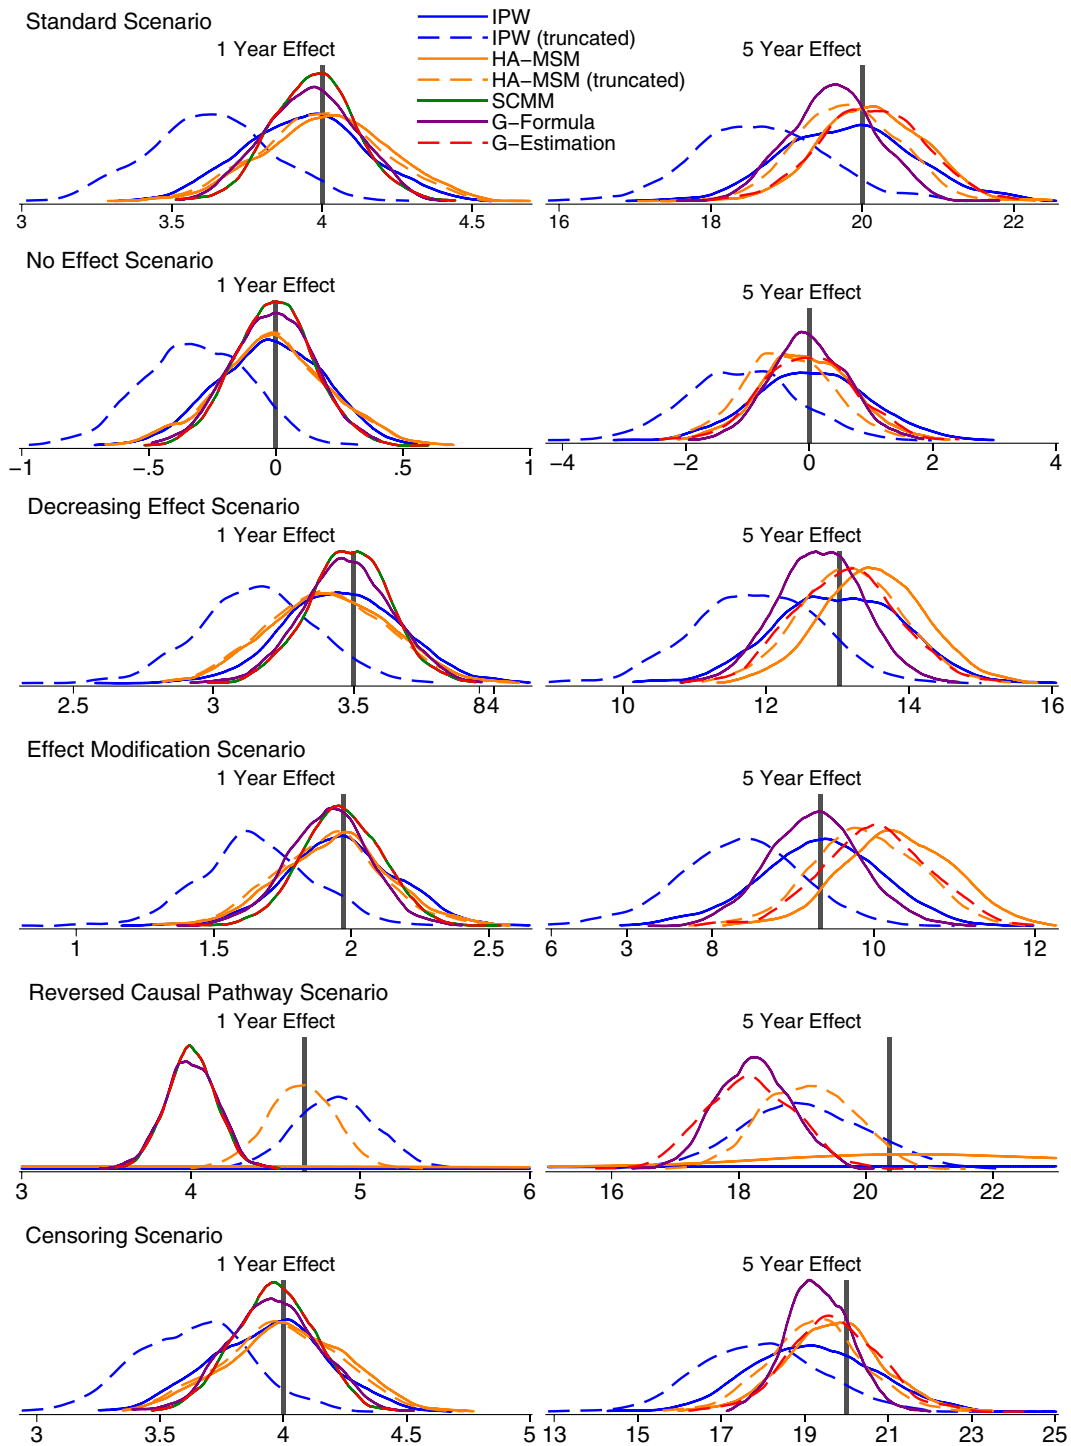 Standard Scenario
IPW
IPW (truncated)
HA−MSM
HA−MSM (truncated)
SCMM
G−Formula
G−Estimation
1 Year Effect
5 Year Effect
3 3.5 4 4.5
16 18 20 22
No Effect Scenario
1 Year Effect
5 Year Effect
−1 −.5 0 .5 1
−4 −2 0 2 4
Decreasing Effect Scenario
1 Year Effect
5 Year Effect
2.5 3 3.5 84
10 12 14 16
Effect Modification Scenario
1 Year Effect
5 Year Effect
1 1.5 2 2.5
6 3 8 10 12
Reversed Causal Pathway Scenario
1 Year Effect
5 Year Effect
3 4 5 6
16 18 20 22
Censoring Scenario
1 Year Effect
5 Year Effect
3 3.5 4 4.5 5
13 15 17 19 21 23 25